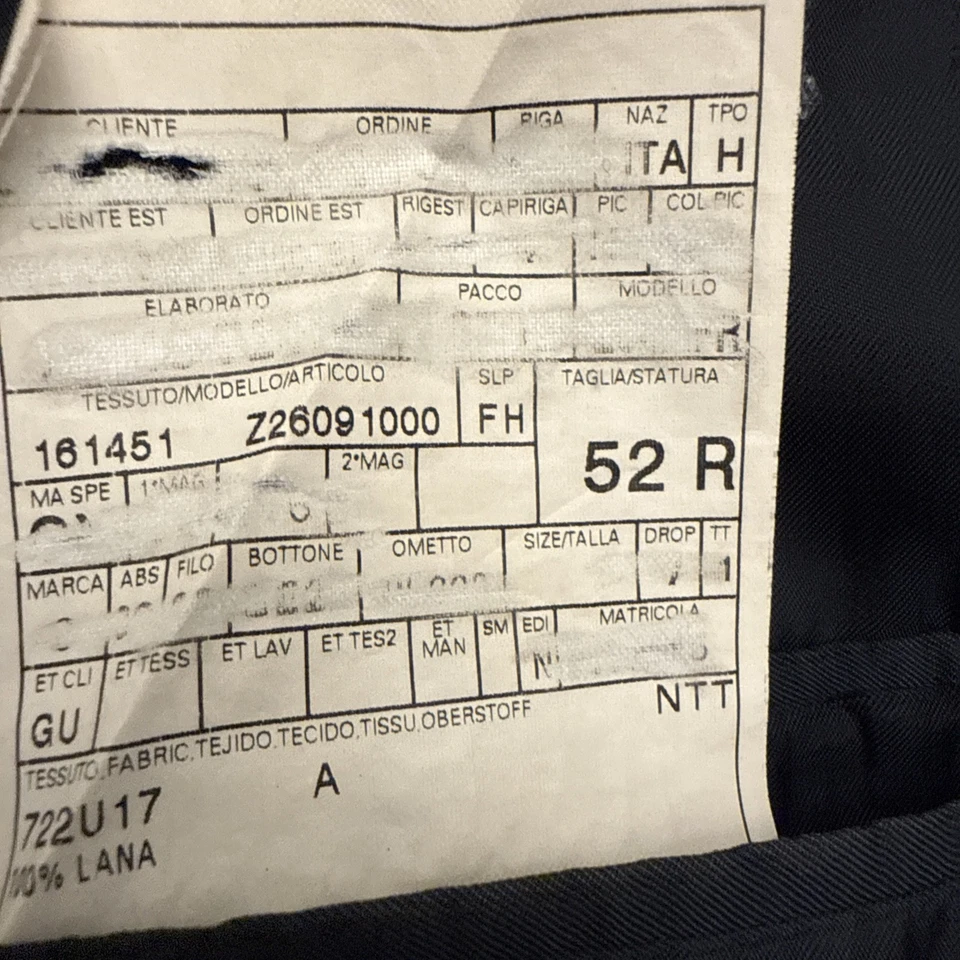 CLIENTE ORDINE RIGA NAZ TPO
ITA H
CLIENTE EST ORDINE EST RIGEST CAPIRIGA PIC COL PIC
ELABORATO PACCO MODELLO
R
TESSUTO/MODELLO/ARTICOLO SLP TAGLIA/STATURA
161451 Z26091000 FH 52 R
MA SPE 1°MAG 2°MAG
MARCA ABS FILO BOTTONE OMETTO SIZE/TALLA DROP TT
1
ET CLI ET TESS ET LAV ET TES2 ET MAN SM EDI MATRICOLA
GU N NTT
TESSUTO,FABRIC,TEJIDO,TECIDO,TISSU,OBERSTOFF
722U17 A
100% LANA